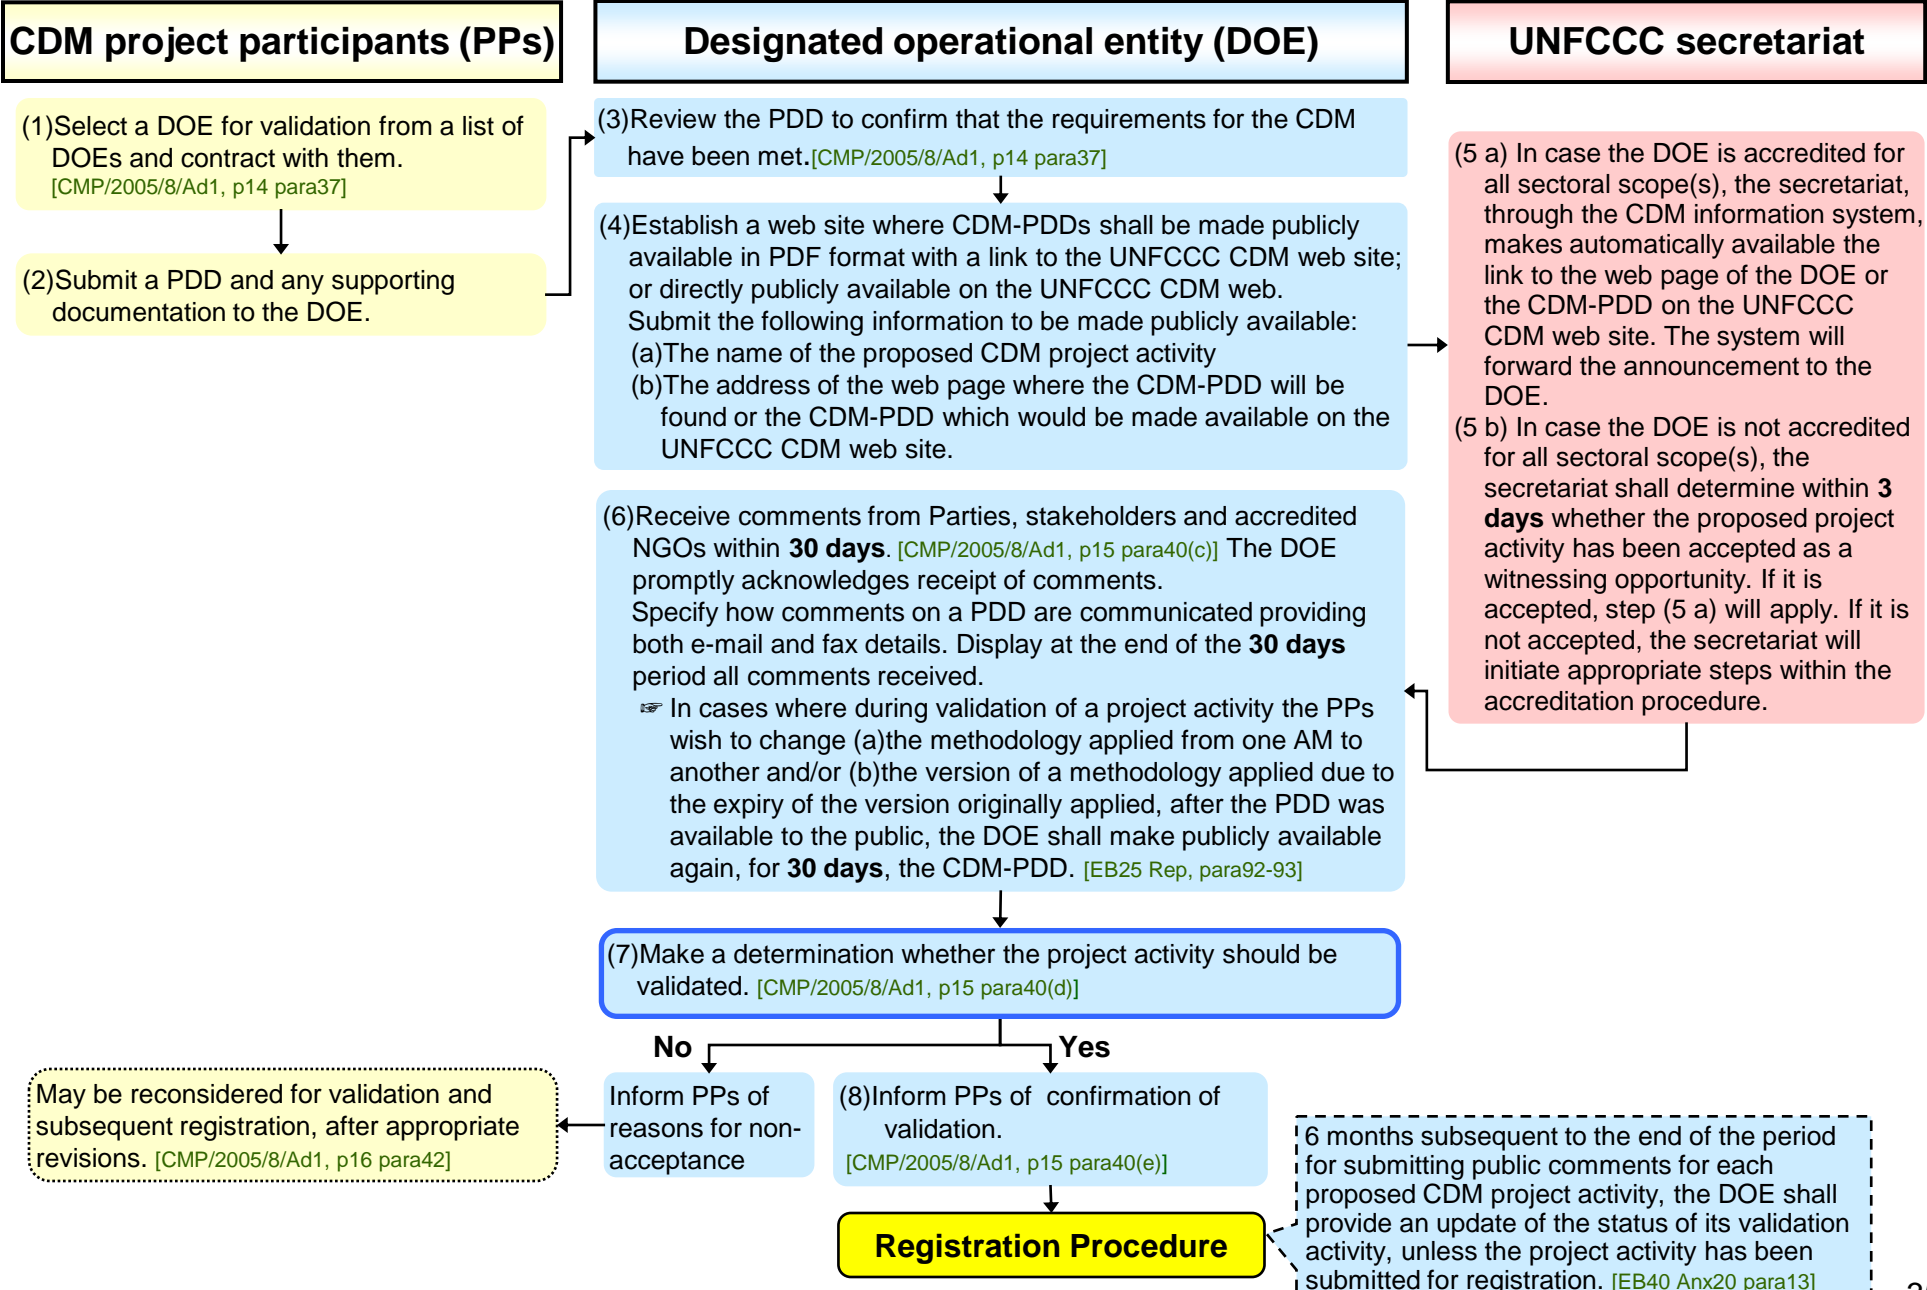 CDM project participants (PPs)
Designated operational entity (DOE)
UNFCCC secretariat
(1)Select a DOE for validation from a list of
DOEs and contract with them.
[CMP/2005/8/Ad1, p14 para37]
(2)Submit a PDD and any supporting
documentation to the DOE.
(3)Review the PDD to confirm that the requirements for the CDM
have been met.[CMP/2005/8/Ad1, p14 para37]
(4)Establish a web site where CDM-PDDs shall be made publicly
available in PDF format with a link to the UNFCCC CDM web site;
or directly publicly available on the UNFCCC CDM web.
Submit the following information to be made publicly available:
(a)The name of the proposed CDM project activity
(b)The address of the web page where the CDM-PDD will be
found or the CDM-PDD which would be made available on the
UNFCCC CDM web site.
(5 a) In case the DOE is accredited for
all sectoral scope(s), the secretariat,
through the CDM information system,
makes automatically available the
link to the web page of the DOE or
the CDM-PDD on the UNFCCC
CDM web site. The system will
forward the announcement to the
DOE.
(5 b) In case the DOE is not accredited
for all sectoral scope(s), the
secretariat shall determine within 3
days whether the proposed project
activity has been accepted as a
witnessing opportunity. If it is
accepted, step (5 a) will apply. If it is
not accepted, the secretariat will
initiate appropriate steps within the
accreditation procedure.
(6)Receive comments from Parties, stakeholders and accredited
NGOs within 30 days. [CMP/2005/8/Ad1, p15 para40(c)] The DOE
promptly acknowledges receipt of comments.
Specify how comments on a PDD are communicated providing
both e-mail and fax details. Display at the end of the 30 days
period all comments received.
☞ In cases where during validation of a project activity the PPs
wish to change (a)the methodology applied from one AM to
another and/or (b)the version of a methodology applied due to
the expiry of the version originally applied, after the PDD was
available to the public, the DOE shall make publicly available
again, for 30 days, the CDM-PDD. [EB25 Rep, para92-93]
(7)Make a determination whether the project activity should be
validated. [CMP/2005/8/Ad1, p15 para40(d)]
No
Yes
May be reconsidered for validation and
subsequent registration, after appropriate
revisions. [CMP/2005/8/Ad1, p16 para42]
Inform PPs of
reasons for non-
acceptance
(8)Inform PPs of confirmation of
validation.
[CMP/2005/8/Ad1, p15 para40(e)]
Registration Procedure
6 months subsequent to the end of the period
for submitting public comments for each
proposed CDM project activity, the DOE shall
provide an update of the status of its validation
activity, unless the project activity has been
submitted for registration. [EB40 Anx20 para13]